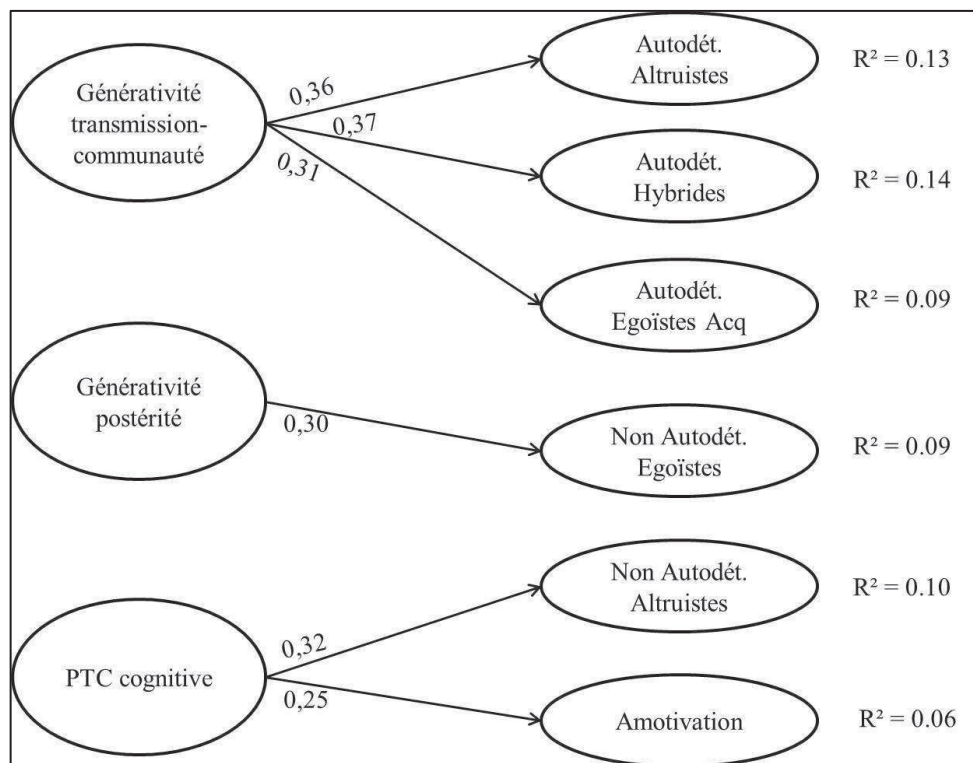 Générativité
transmission-
communauté
0,36
0,37
0,31
Autodét.
Altruistes
R² = 0.13
Autodét.
Hybrides
R² = 0.14
Autodét.
Egoïstes Acq
R² = 0.09
Générativité
postérité
0,30
Non Autodét.
Egoïstes
R² = 0.09
PTC cognitive
0,32
0,25
Non Autodét.
Altruistes
R² = 0.10
Amotivation
R² = 0.06